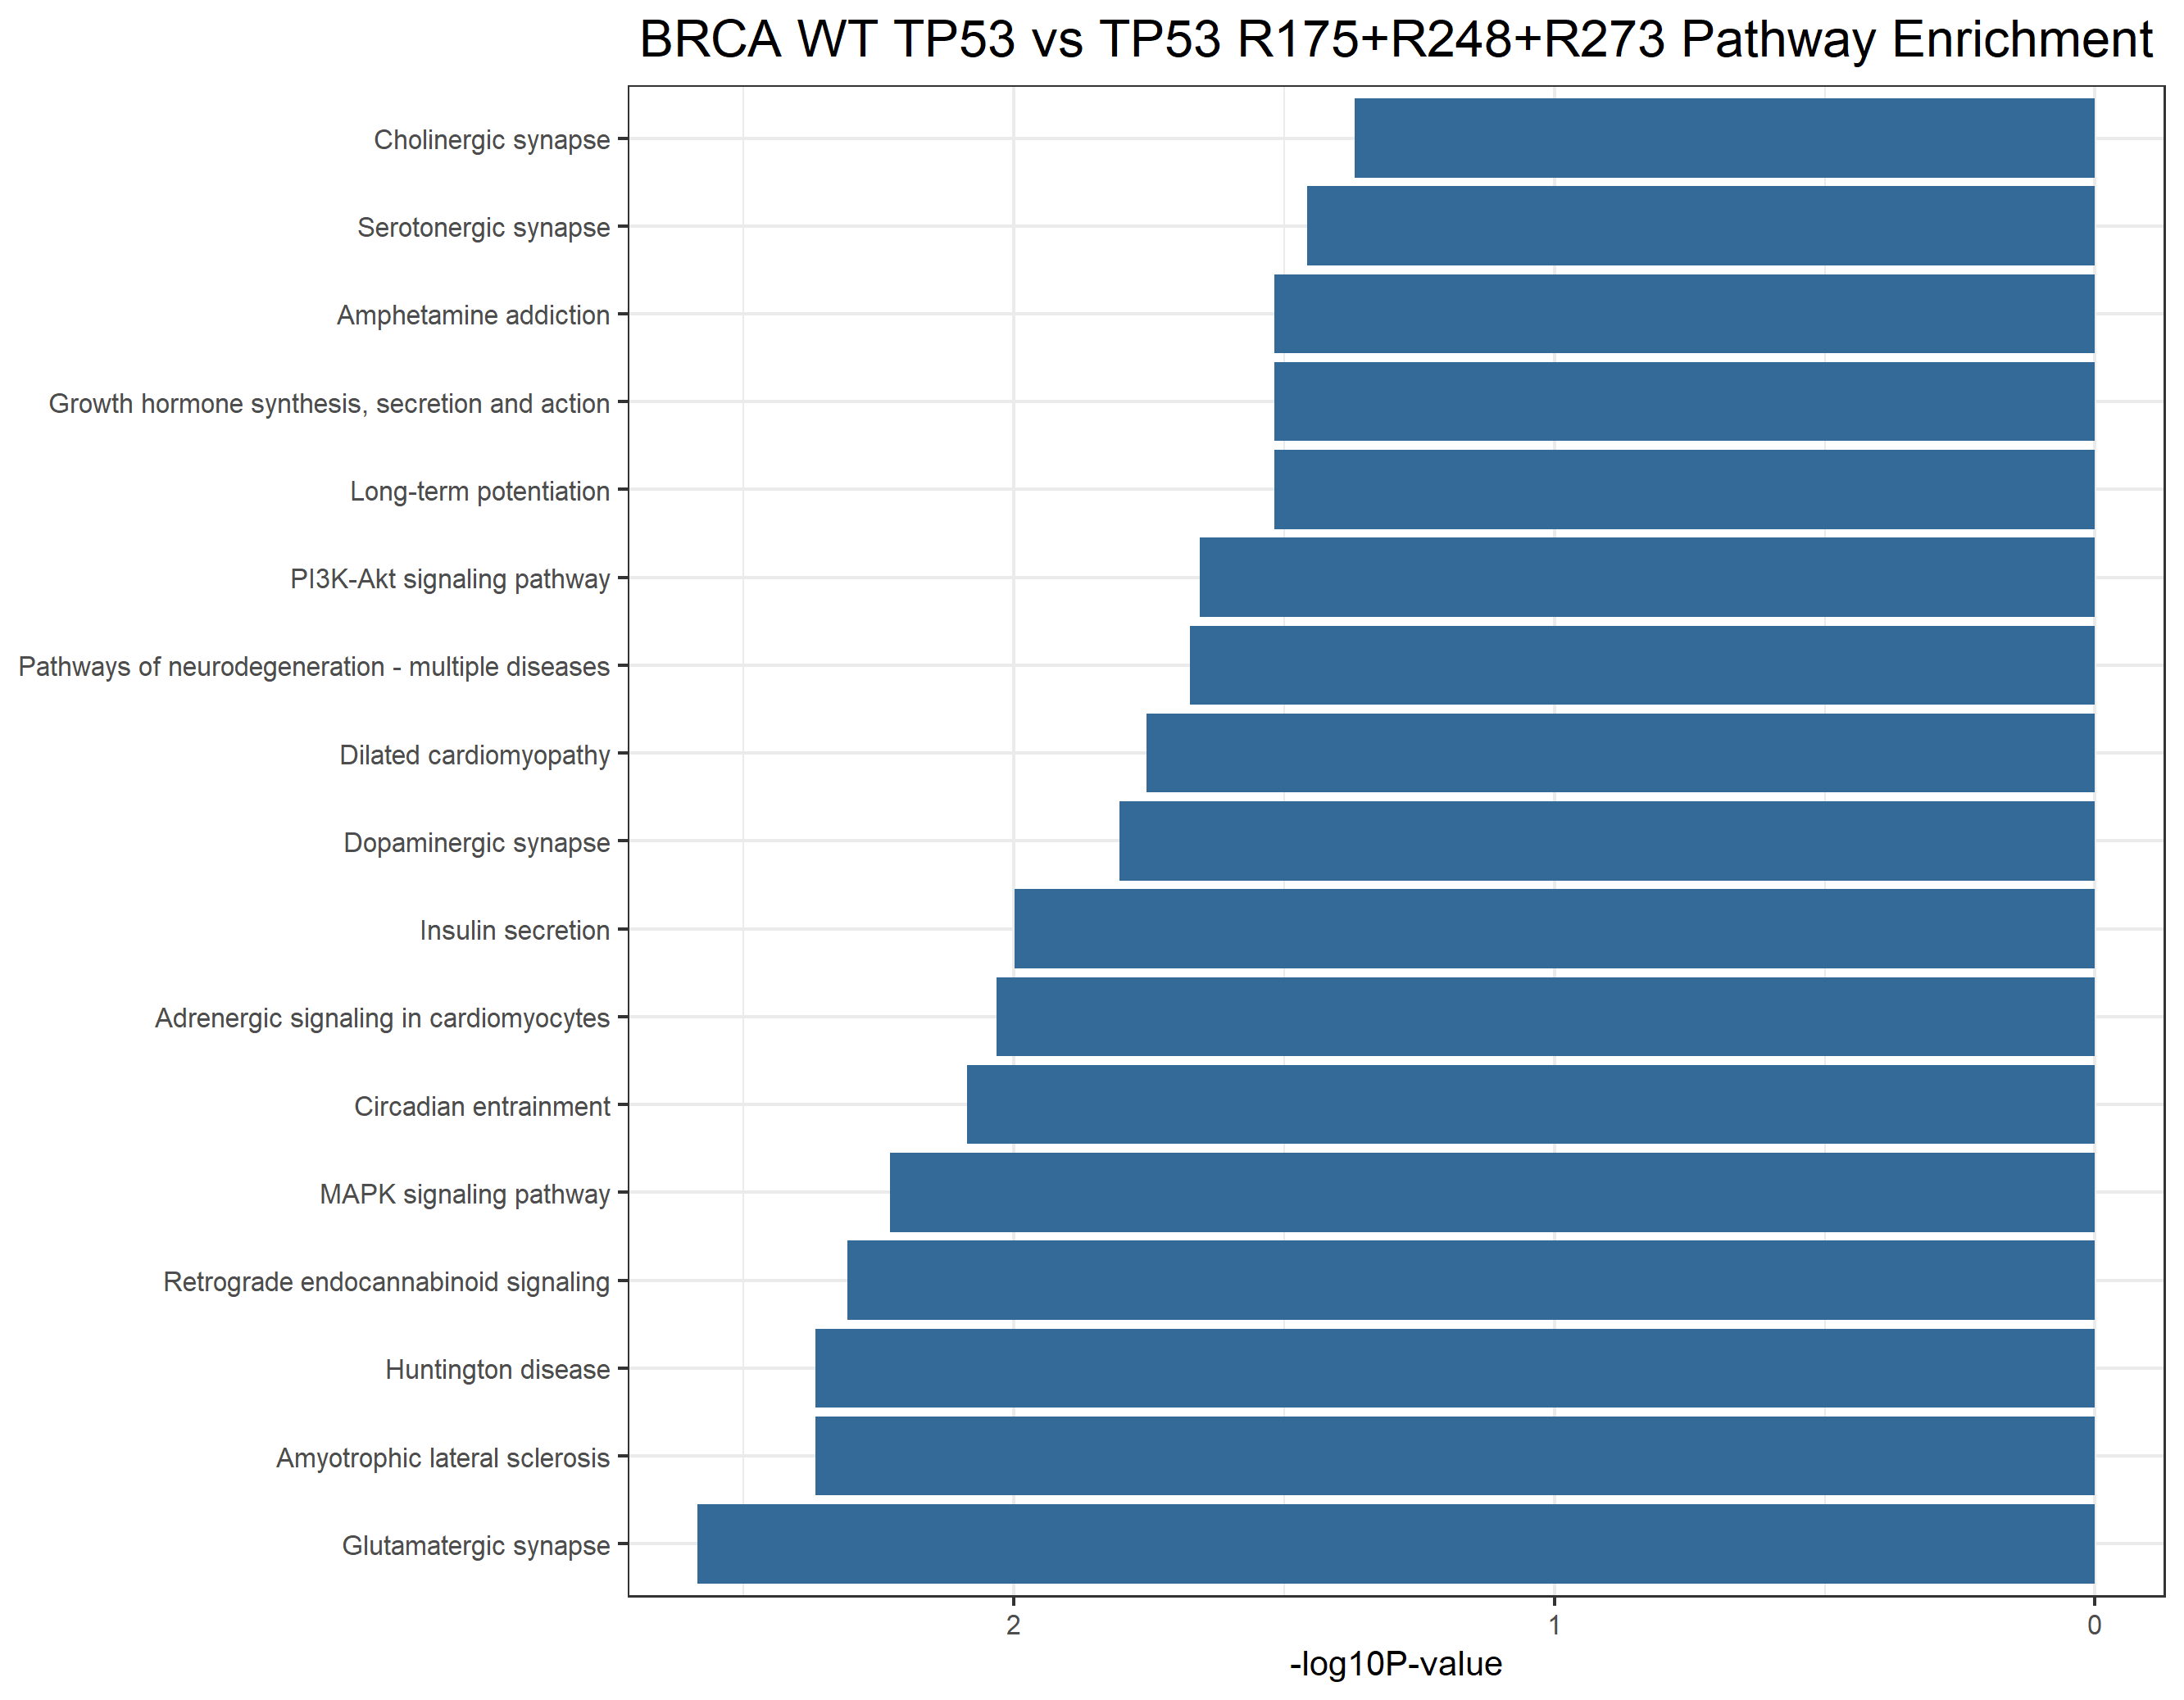 BRCA WT TP53 vs TP53 R175+R248+R273 Pathway Enrichment
Cholinergic synapse
Serotonergic synapse
Amphetamine addiction
Growth hormone synthesis, secretion and action
Long-term potentiation
PI3K-Akt signaling pathway
Pathways of neurodegeneration - multiple diseases
Dilated cardiomyopathy
Dopaminergic synapse
Insulin secretion
Adrenergic signaling in cardiomyocytes
Circadian entrainment
MAPK signaling pathway
Retrograde endocannabinoid signaling
Huntington disease
Amyotrophic lateral sclerosis
Glutamatergic synapse
2 1 0
-log10P-value